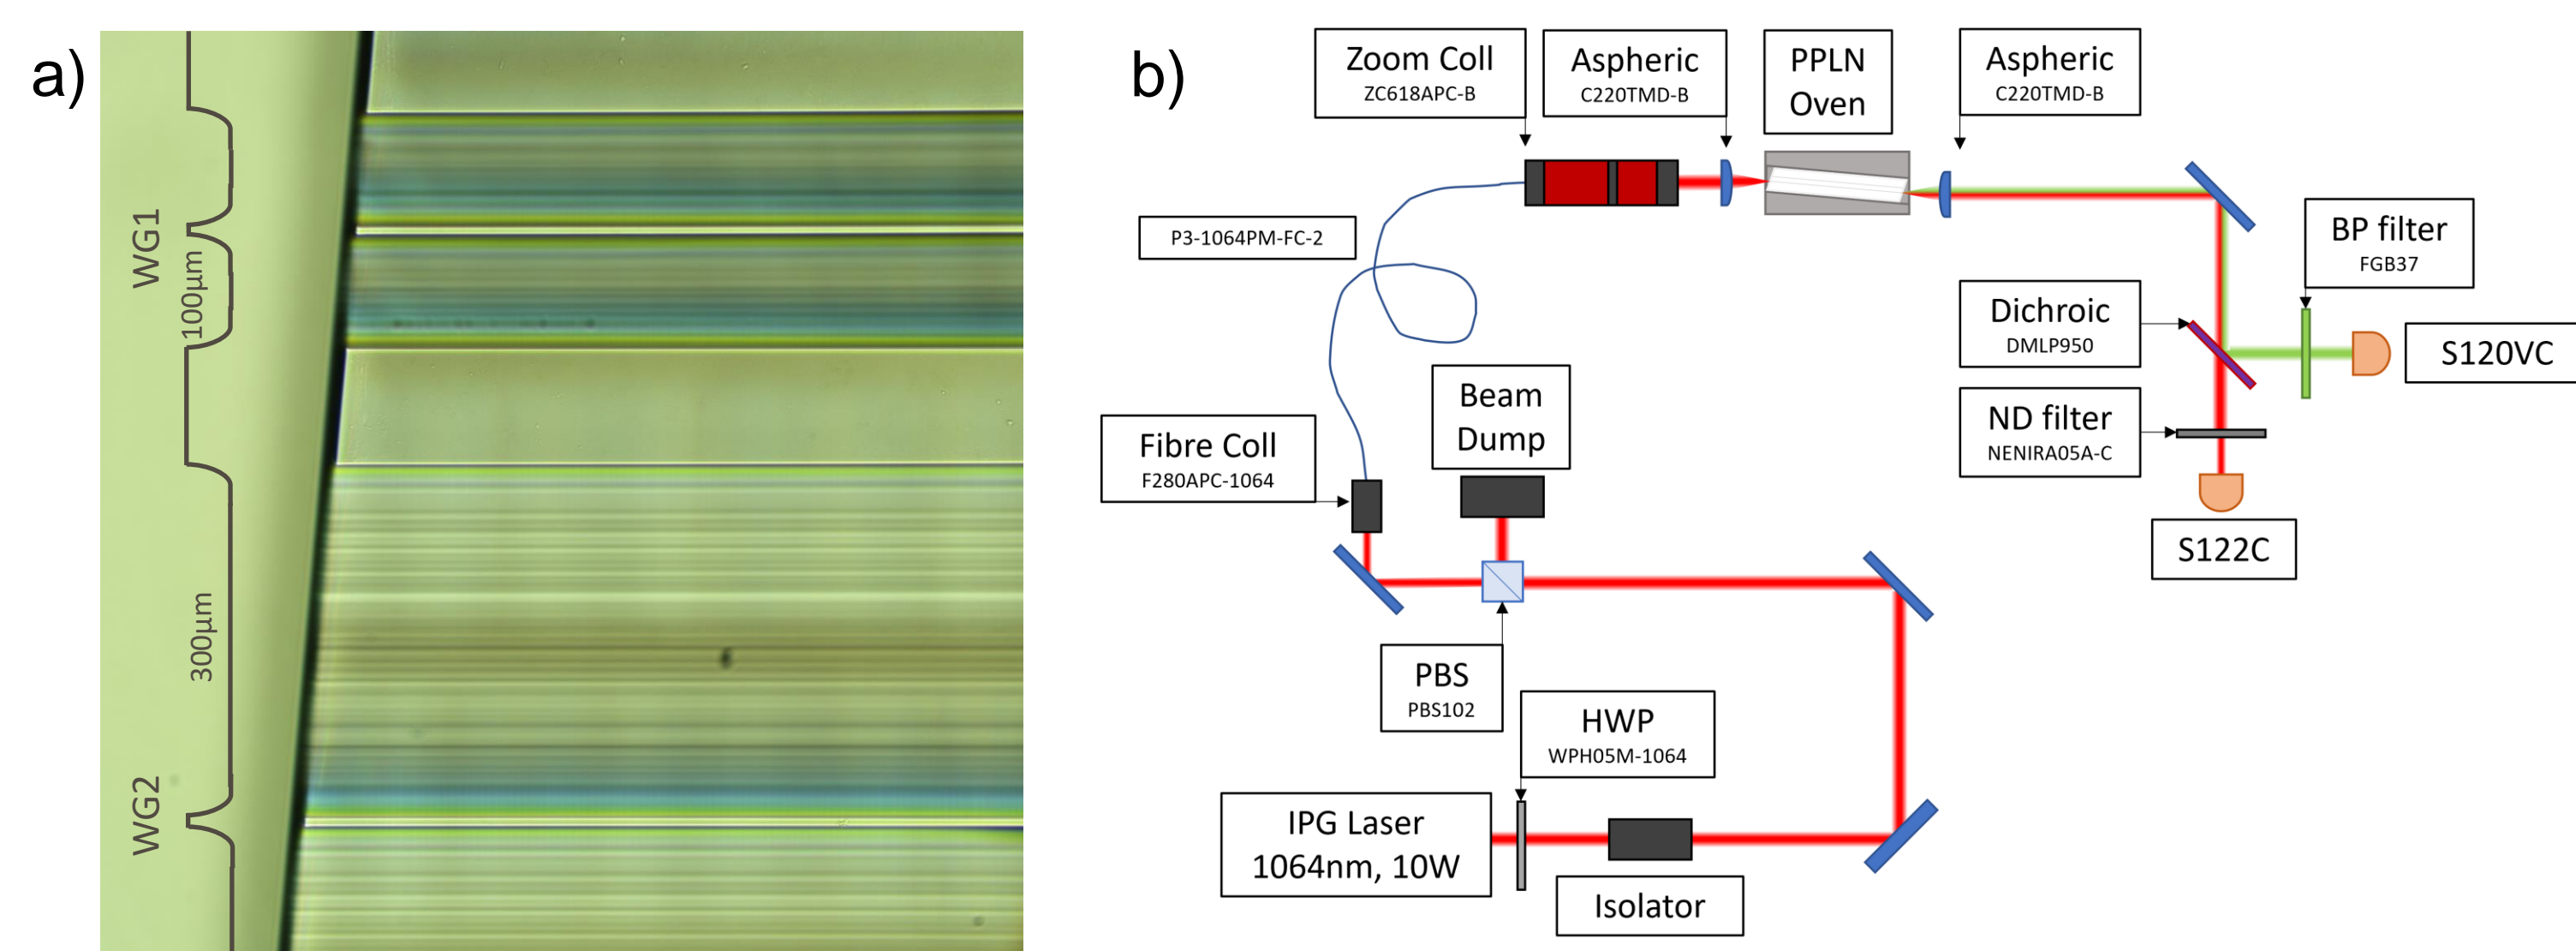 a)
WG1
100µm
300µm
WG2
b)
Zoom Coll
ZC618APC-B
Aspheric
C220TMD-B
PPLN
Oven
Aspheric
C220TMD-B
P3-1064PM-FC-2
BP filter
FGB37
Dichroic
DMLP950
S120VC
ND filter
NENIRA05A-C
S122C
Beam
Dump
Fibre Coll
F280APC-1064
PBS
PBS102
HWP
WPH05M-1064
IPG Laser
1064nm, 10W
Isolator